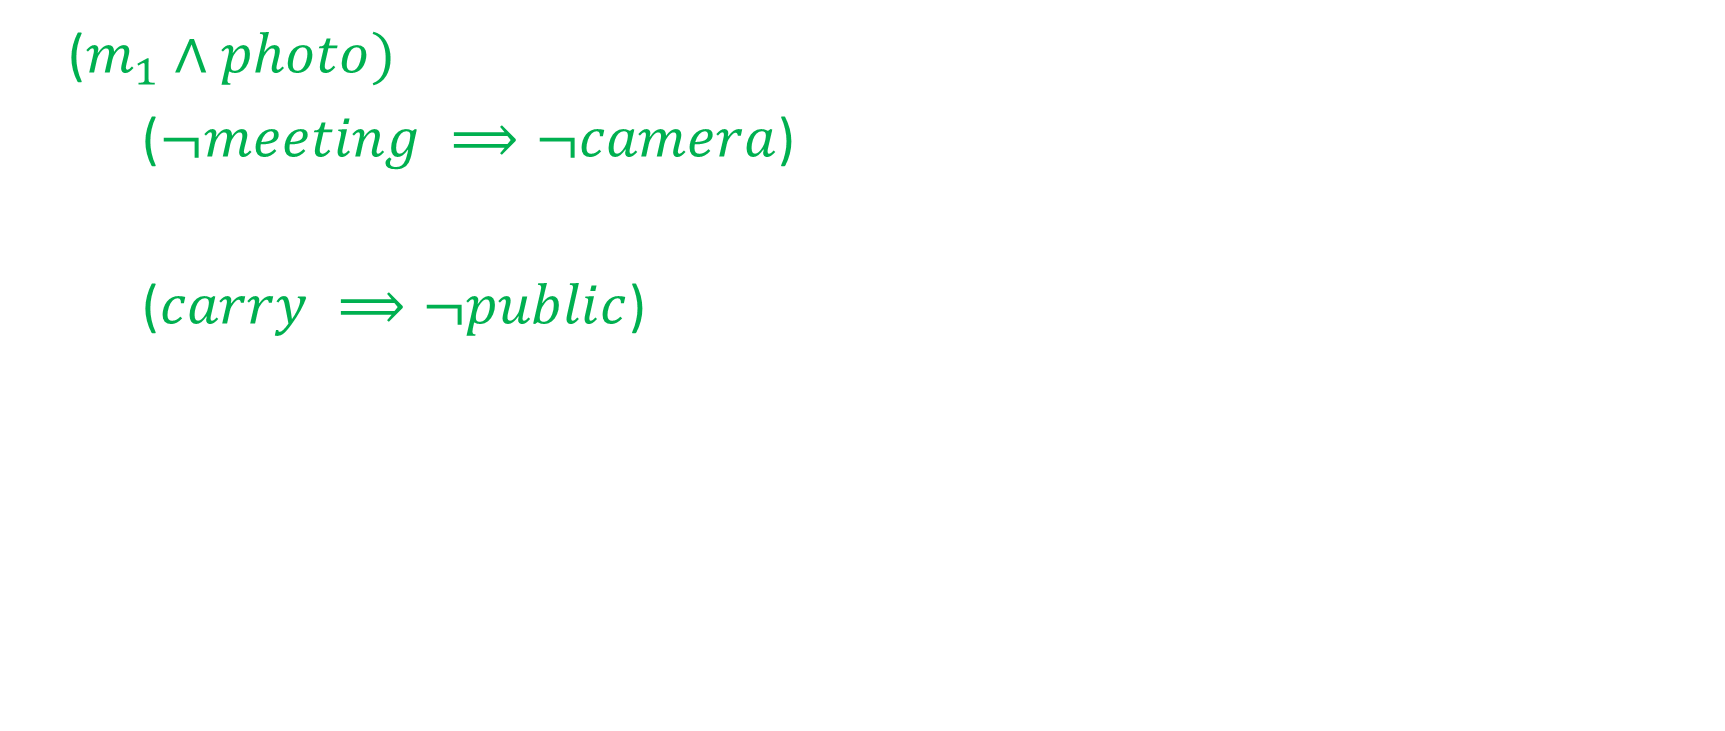 (m₁ ∧ photo)
(¬meeting ⟹ ¬camera)
(carry ⟹ ¬public)